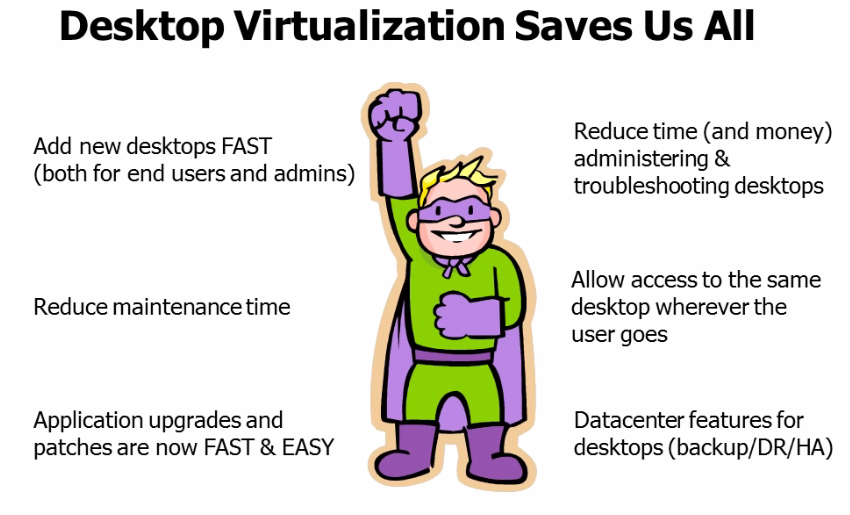 Desktop Virtualization Saves Us All
Add new desktops FAST
(both for end users and admins)
Reduce maintenance time
Application upgrades and
patches are now FAST & EASY
Reduce time (and money)
administering &
troubleshooting desktops
Allow access to the same
desktop wherever the
user goes
Datacenter features for
desktops (backup/DR/HA)